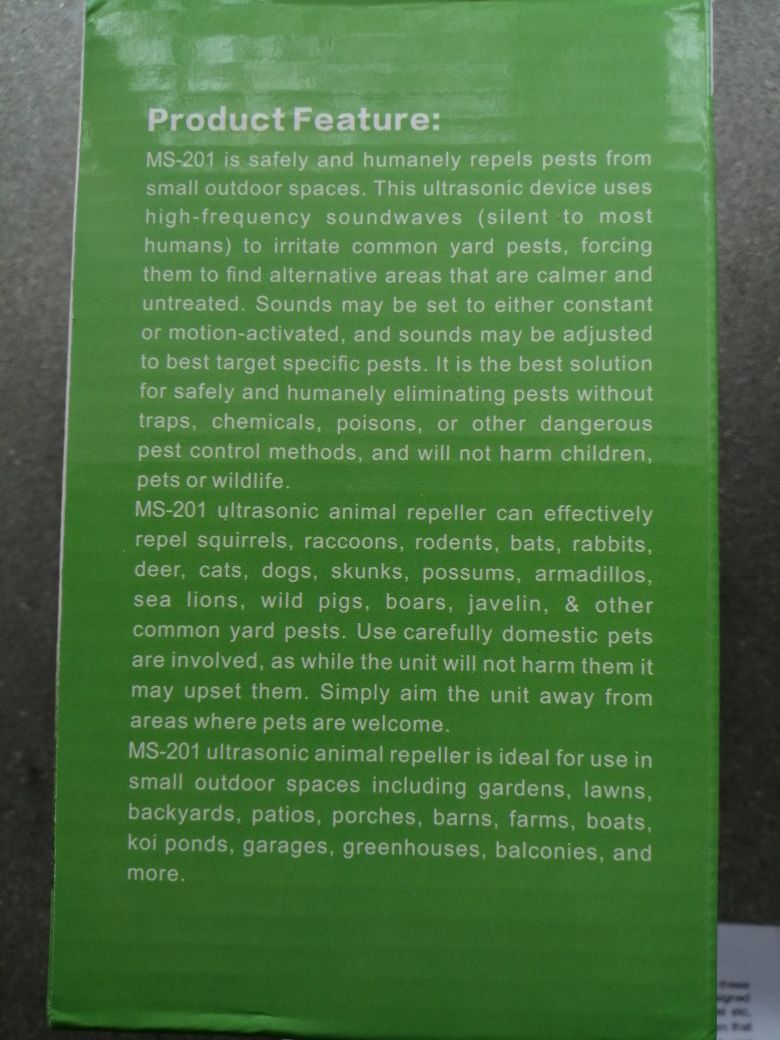 Product Feature:
MS-201 is safely and humanely repels pests from
small outdoor spaces. This ultrasonic device uses
high-frequency soundwaves (silent to most
humans) to irritate common yard pests, forcing
them to find alternative areas that are calmer and
untreated. Sounds may be set to either constant
or motion-activated, and sounds may be adjusted
to best target specific pests. It is the best solution
for safely and humanely eliminating pests without
traps, chemicals, poisons, or other dangerous
pest control methods, and will not harm children,
pets or wildlife.
MS-201 ultrasonic animal repeller can effectively
repel squirrels, raccoons, rodents, bats, rabbits,
deer, cats, dogs, skunks, possums, armadillos,
sea lions, wild pigs, boars, javelin, & other
common yard pests. Use carefully domestic pets
are involved, as while the unit will not harm them it
may upset them. Simply aim the unit away from
areas where pets are welcome.
MS-201 ultrasonic animal repeller is ideal for use in
small outdoor spaces including gardens, lawns,
backyards, patios, porches, barns, farms, boats,
koi ponds, garages, greenhouses, balconies, and
more.
these
etc.
that